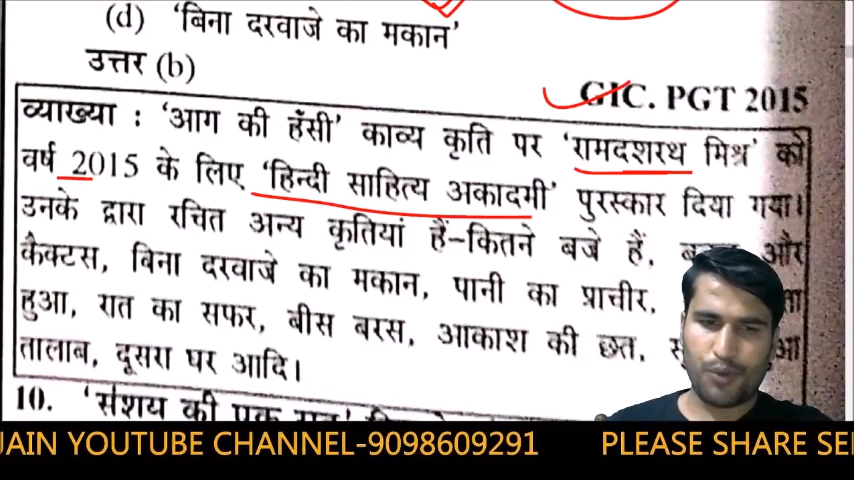 (d) 'बिना दरवाजे का मकान'
उत्तर (b)
GIC. PGT 2015
व्याख्या : 'आग की हँसी' काव्य कृति पर 'रामदशरथ मिश्र' को
वर्ष 2015 के लिए 'हिन्दी साहित्य अकादमी' पुरस्कार दिया गया।
उनके द्वारा रचित अन्य कृतियां हैं-कितने बजे हैं, और
कैक्टस, बिना दरवाजे का मकान, पानी का प्राचीर,
हुआ, रात का सफर, बीस बरस, आकाश की छत,
तालाब, दूसरा घर आदि।
10. 'संशय की एक रात'
JAIN YOUTUBE CHANNEL-9098609291 PLEASE SHARE